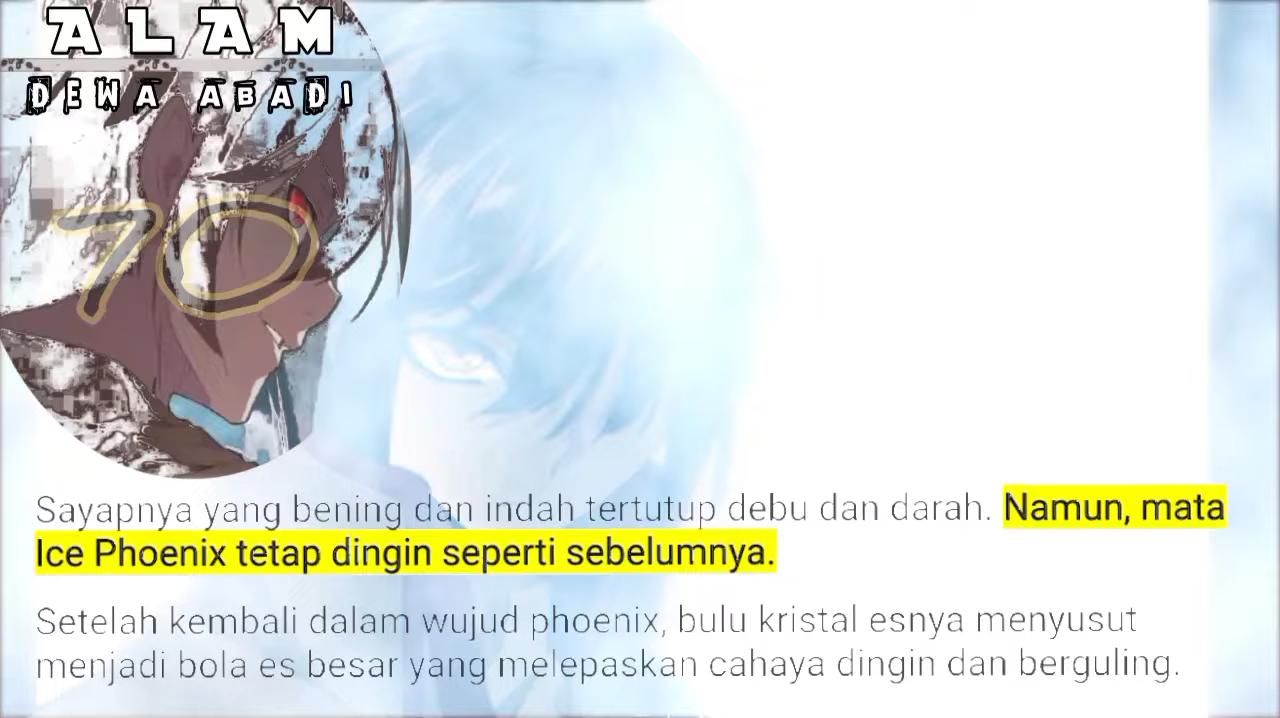 ALAM
DEWA ABADI
70
Sayapnya yang bening dan indah tertutup debu dan darah. Namun, mata
Ice Phoenix tetap dingin seperti sebelumnya.
Setelah kembali dalam wujud phoenix, bulu kristal esnya menyusut
menjadi bola es besar yang melepaskan cahaya dingin dan berguling.